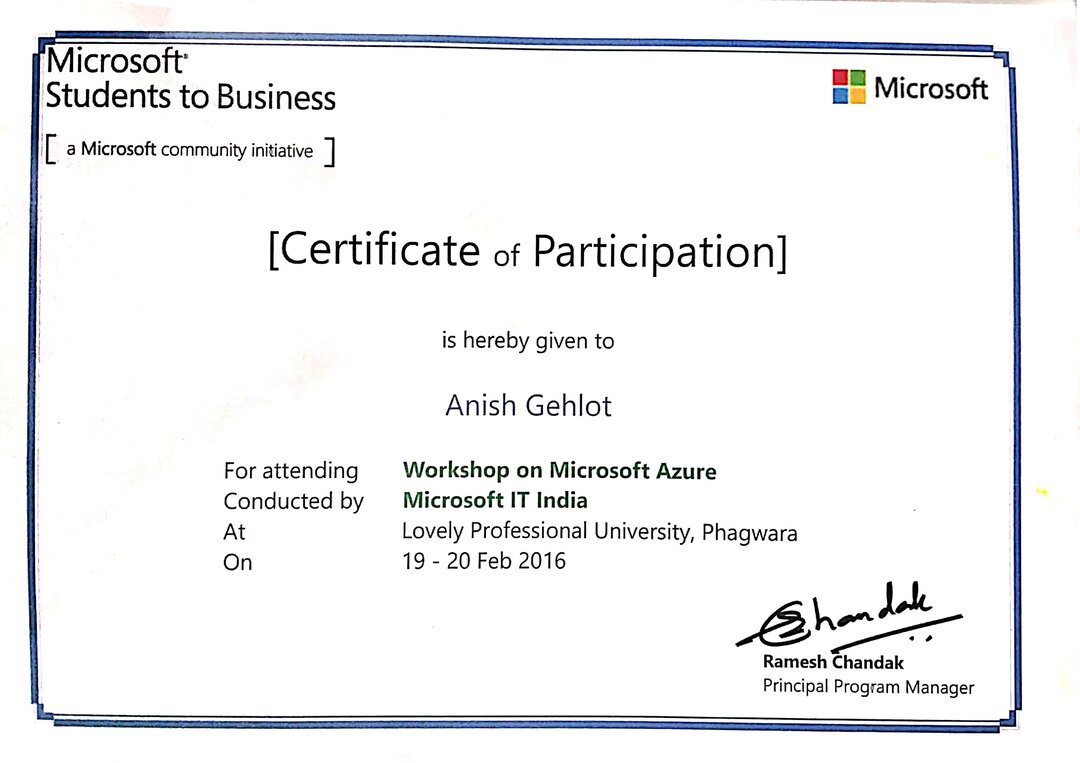 Microsoft®
Students to Business
[ a Microsoft community initiative ]
Microsoft
[Certificate of Participation]
is hereby given to
Anish Gehlot
For attending Workshop on Microsoft Azure
Conducted by Microsoft IT India
At Lovely Professional University, Phagwara
On 19 - 20 Feb 2016
Chandak
Ramesh Chandak
Principal Program Manager